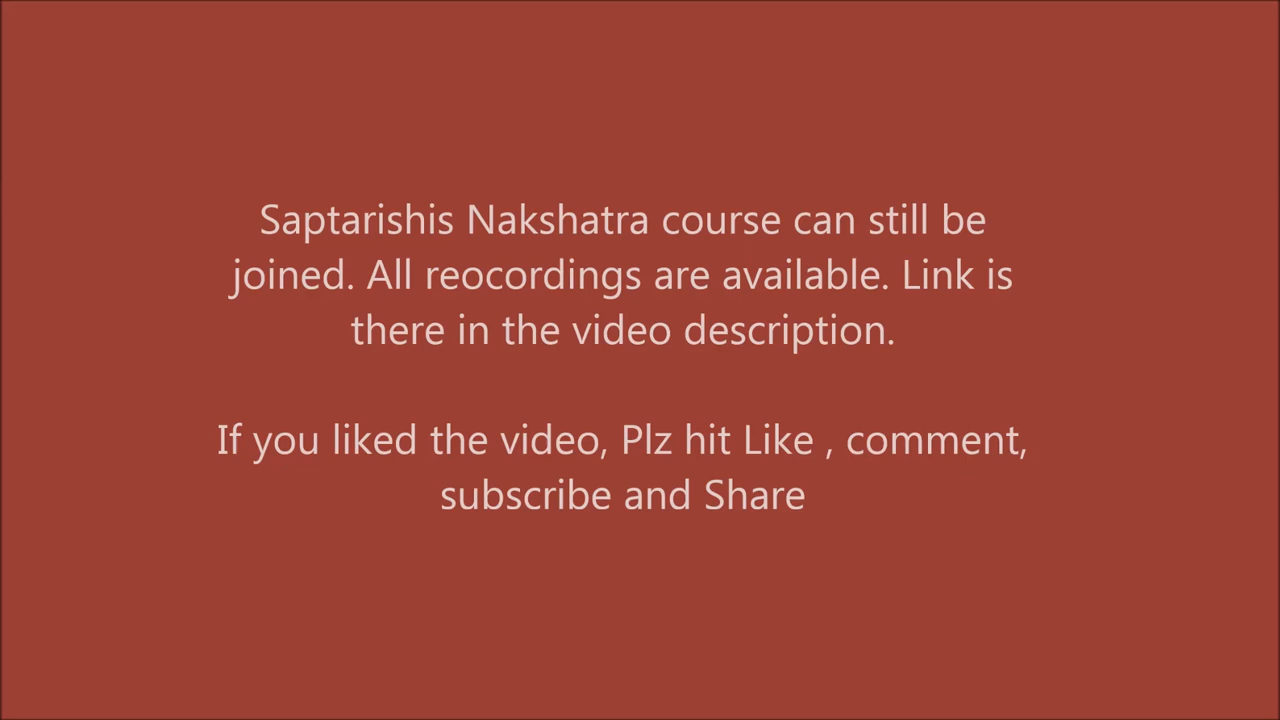 Saptarishis Nakshatra course can still be
joined. All reocordings are available. Link is
there in the video description.
If you liked the video, Plz hit Like , comment,
subscribe and Share